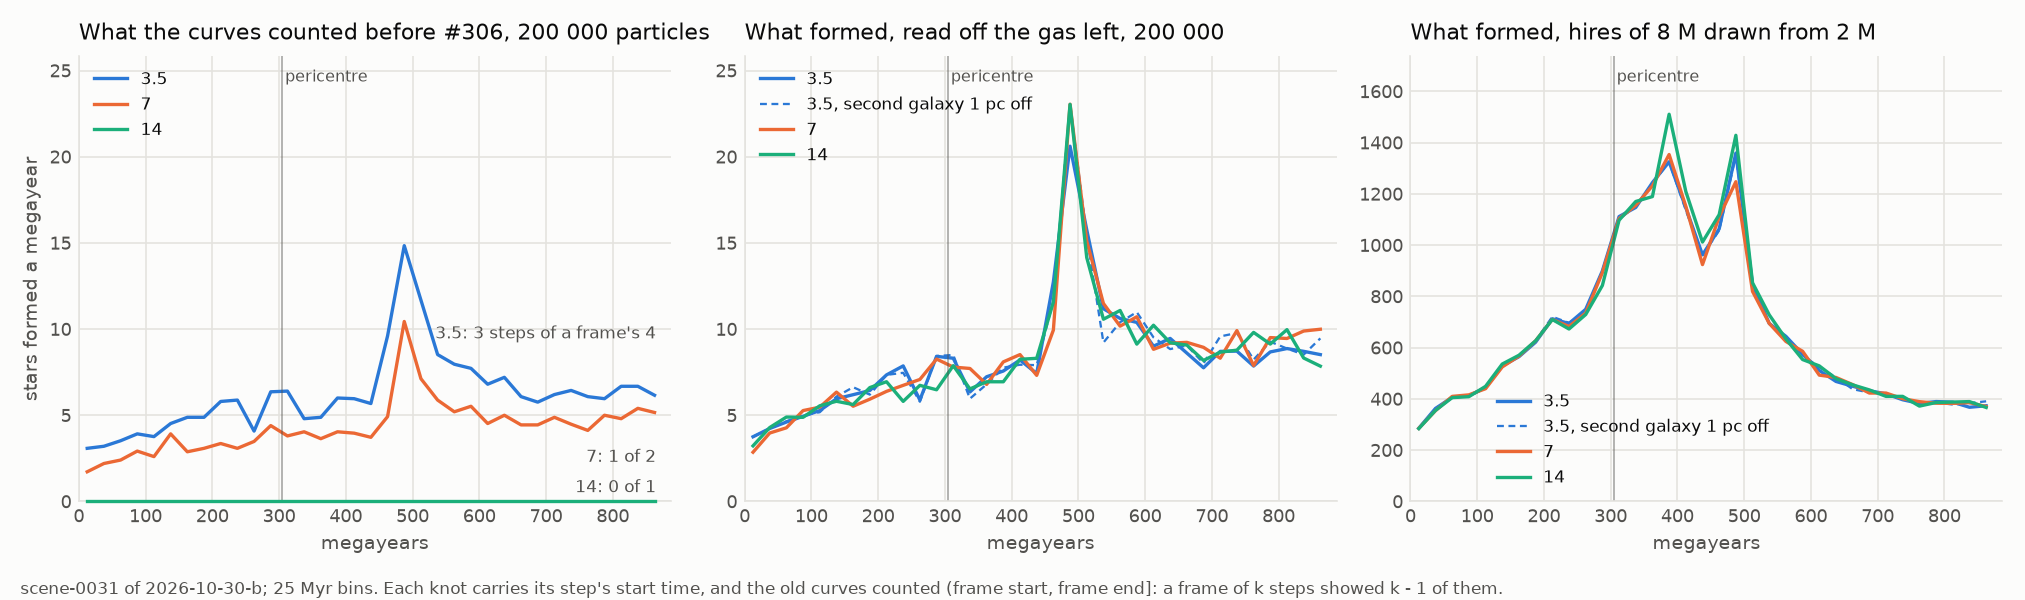 What the curves counted before #306, 200 000 particles
stars formed a megayear
25
20
15
10
5
0
3.5
7
14
pericentre
3.5: 3 steps of a frame's 4
7: 1 of 2
14: 0 of 1
0 100 200 300 400 500 600 700 800
megayears
What formed, read off the gas left, 200 000
25
20
15
10
5
0
3.5
3.5, second galaxy 1 pc off
7
14
pericentre
0 100 200 300 400 500 600 700 800
megayears
What formed, hires of 8 M drawn from 2 M
1600
1400
1200
1000
800
600
400
200
0
pericentre
3.5
3.5, second galaxy 1 pc off
7
14
0 100 200 300 400 500 600 700 800
megayears
scene-0031 of 2026-10-30-b; 25 Myr bins. Each knot carries its step's start time, and the old curves counted (frame start, frame end]: a frame of k steps showed k - 1 of them.